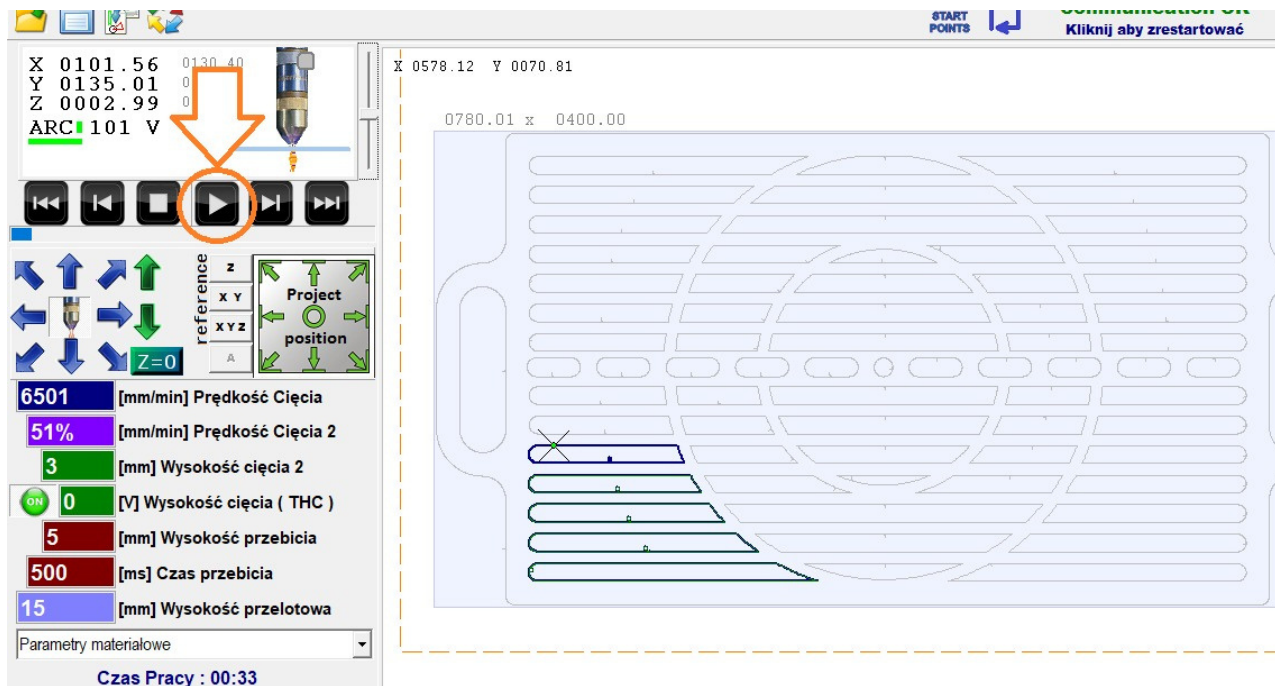 START
POINTS
Kliknij aby zrestartować
X 0101.56 0130.40
Y 0135.01
Z 0002.99
ARC 101 V
X 0578.12 Y 0070.81
0780.01 x 0400.00
reference
Z
X Y
XYZ
A
Project
position
Z=0
6501 [mm/min] Prędkość Cięcia
51% [mm/min] Prędkość Cięcia 2
3 [mm] Wysokość cięcia 2
ON 0 [V] Wysokość cięcia ( THC )
5 [mm] Wysokość przebicia
500 [ms] Czas przebicia
15 [mm] Wysokość przelotowa
Parametry materiałowe
Czas Pracy : 00:33